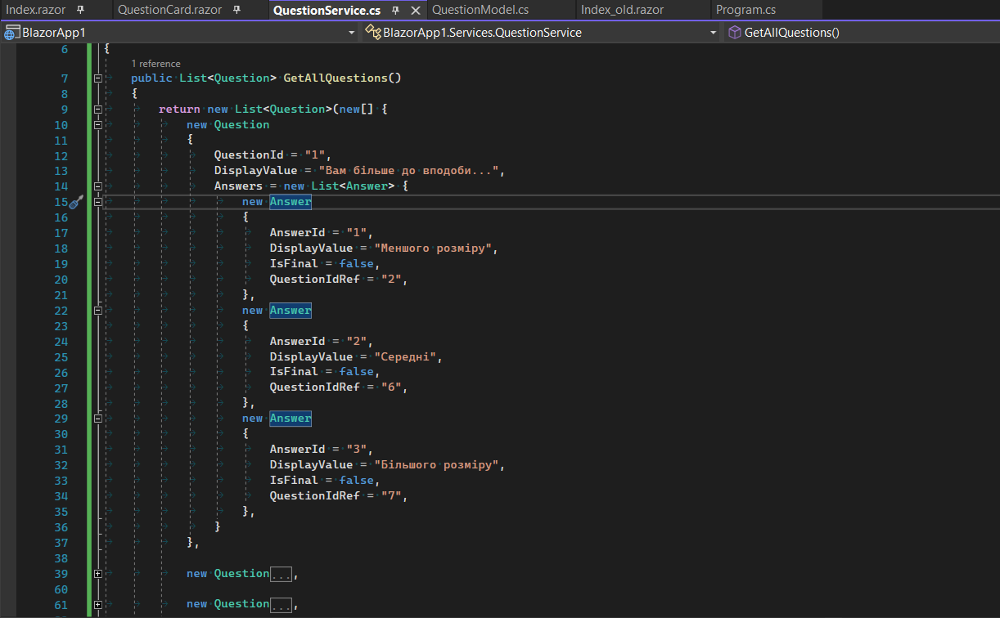 Index.razor QuestionCard.razor QuestionService.cs QuestionModel.cs Index_old.razor Program.cs
BlazorApp1 BlazorApp1.Services.QuestionService GetAllQuestions()
6 {
1 reference
7 public List<Question> GetAllQuestions()
8 {
9 return new List<Question>(new[] {
10 new Question
11 {
12 QuestionId = "1",
13 DisplayValue = "Вам більше до вподоби...",
14 Answers = new List<Answer> {
15 new Answer
16 {
17 AnswerId = "1",
18 DisplayValue = "Меншого розміру",
19 IsFinal = false,
20 QuestionIdRef = "2",
21 },
22 new Answer
23 {
24 AnswerId = "2",
25 DisplayValue = "Середні",
26 IsFinal = false,
27 QuestionIdRef = "6",
28 },
29 new Answer
30 {
31 AnswerId = "3",
32 DisplayValue = "Більшого розміру",
33 IsFinal = false,
34 QuestionIdRef = "7",
35 },
36 }
37 },
38
39 new Question...,
60
61 new Question...,